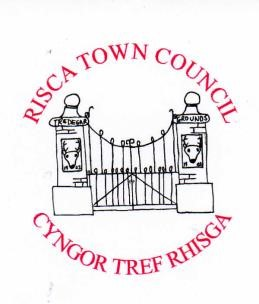 RISCA TOWN COUNCIL
TREDEGAR
GROUNDS
CYNGOR TREF RHISGA